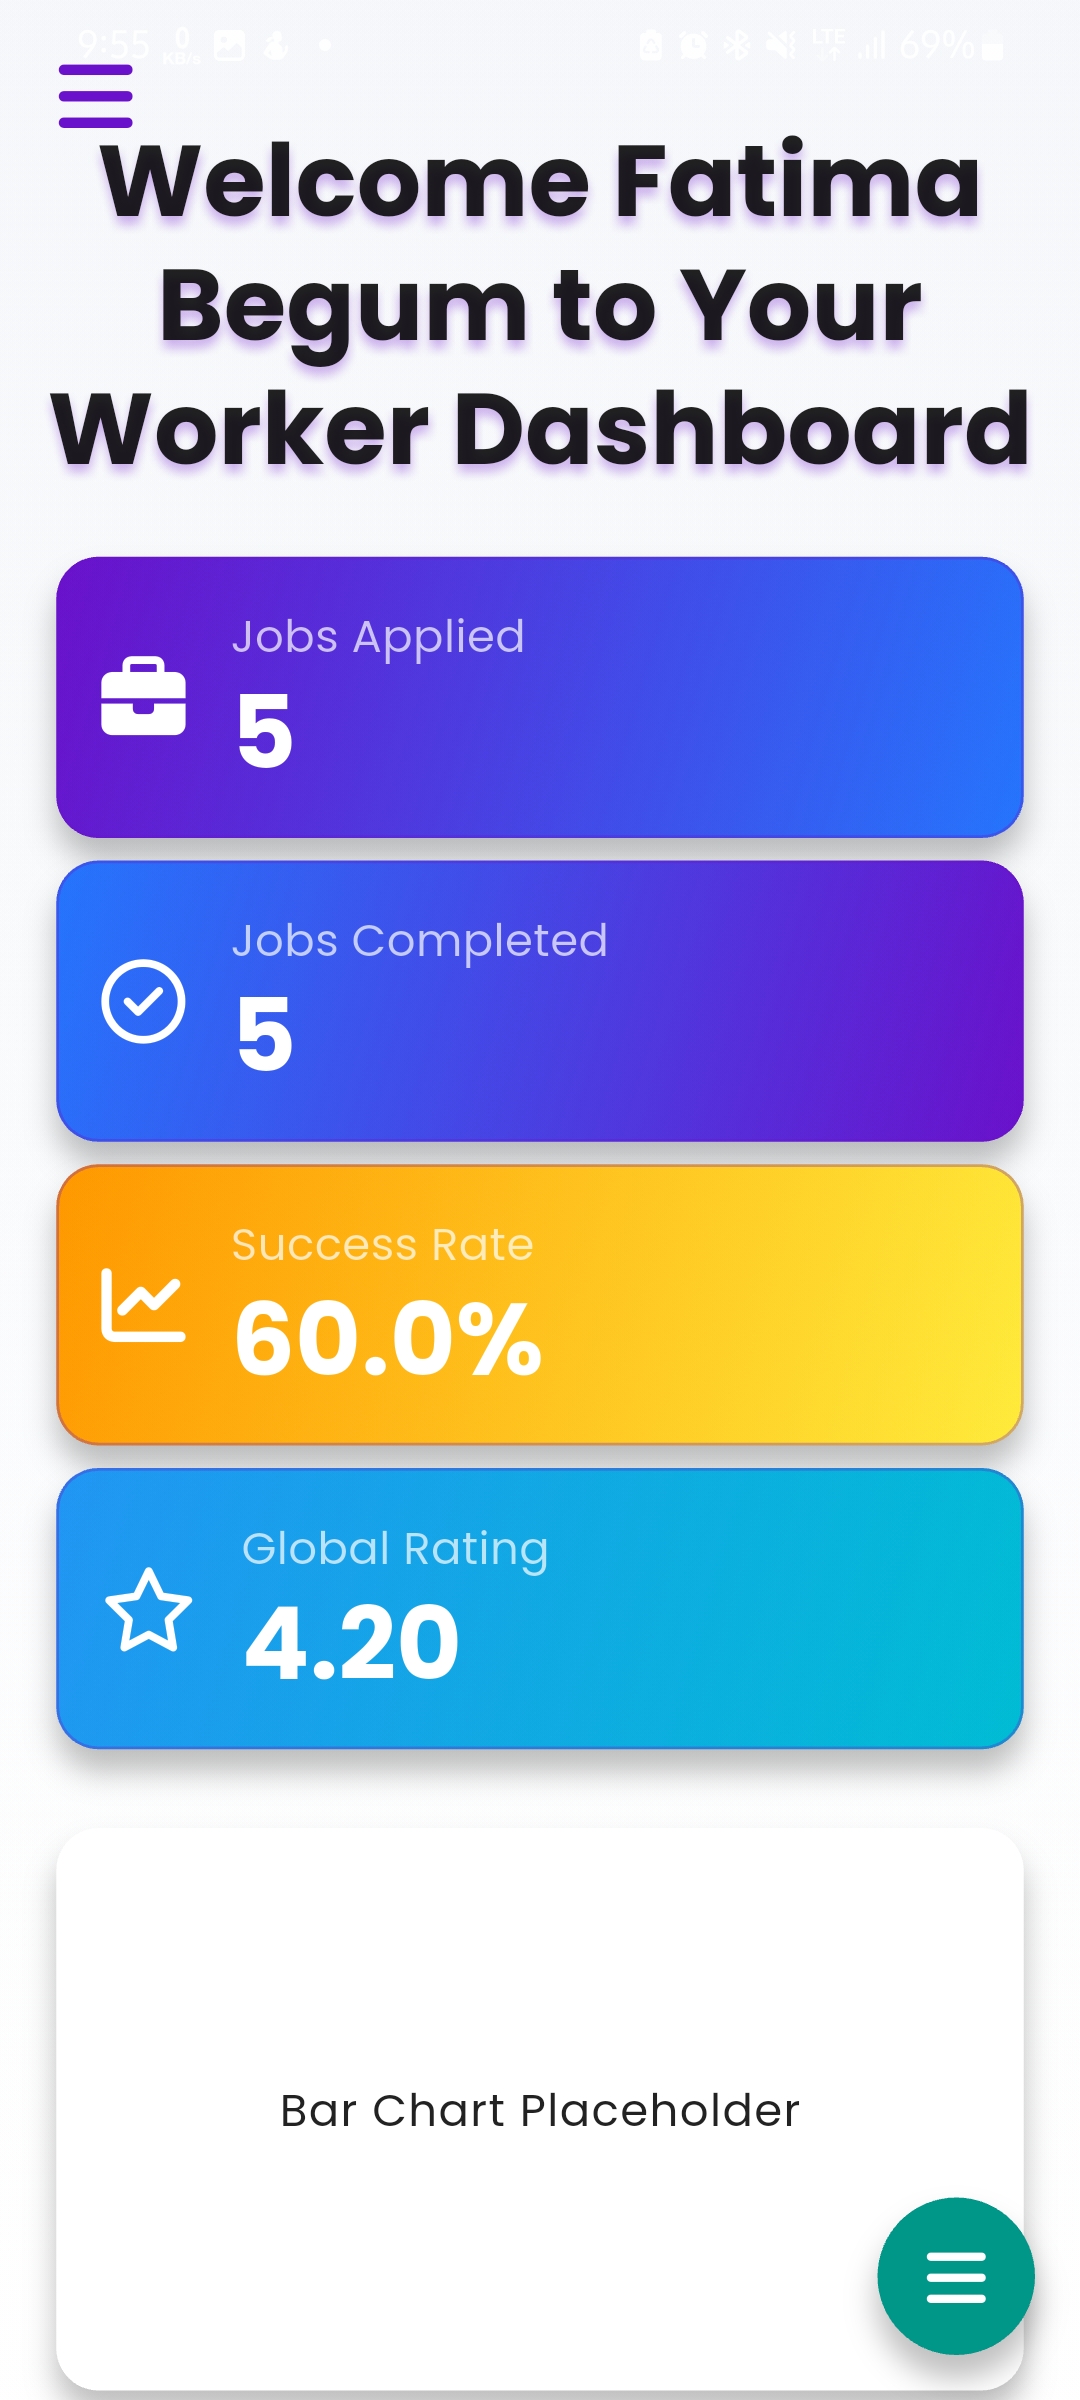 9:55 0 KB/s LTE 69%
Welcome Fatima
Begum to Your
Worker Dashboard
Jobs Applied
5
Jobs Completed
5
Success Rate
60.0%
Global Rating
4.20
Bar Chart Placeholder